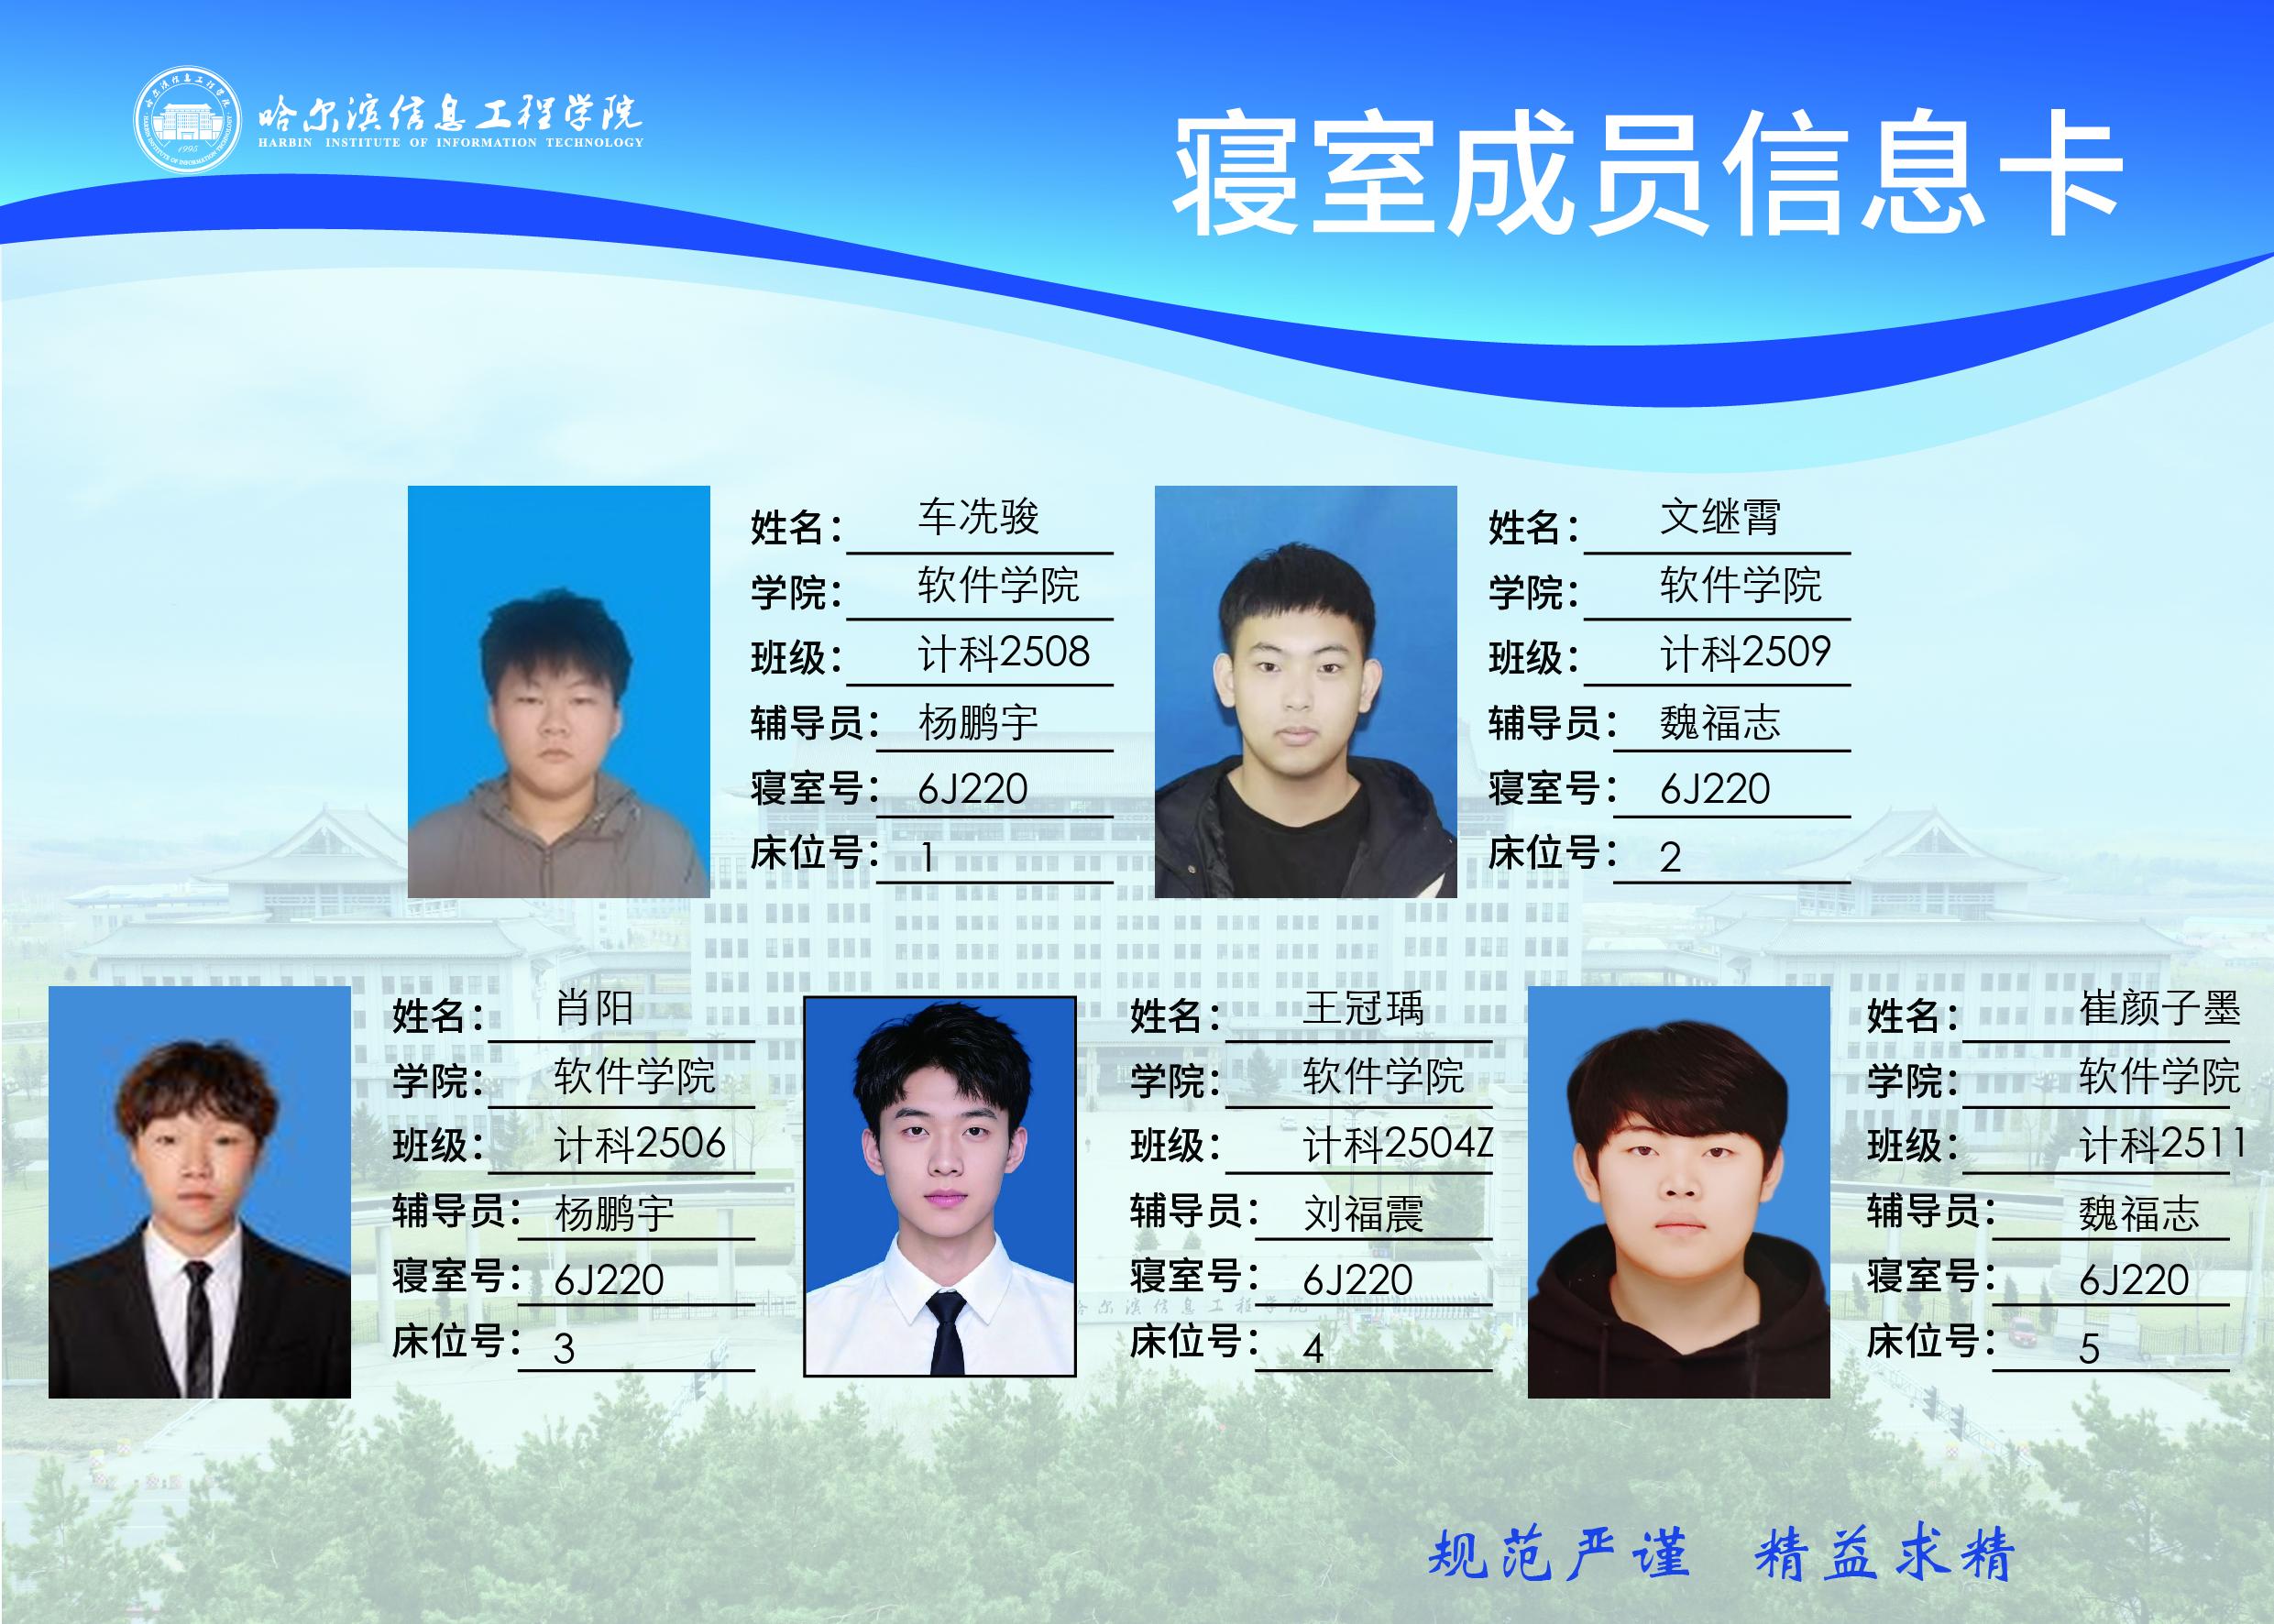 哈尔滨信息工程学院
HARBIN INSTITUTE OF INFORMATION TECHNOLOGY
1995
寝室成员信息卡
姓名： 车冼骏
学院： 软件学院
班级： 计科2508
辅导员： 杨鹏宇
寝室号： 6J220
床位号： 1
姓名： 文继霄
学院： 软件学院
班级： 计科2509
辅导员： 魏福志
寝室号： 6J220
床位号： 2
姓名： 肖阳
学院： 软件学院
班级： 计科2506
辅导员： 杨鹏宇
寝室号： 6J220
床位号： 3
姓名： 王冠瑀
学院： 软件学院
班级： 计科2504Z
辅导员： 刘福震
寝室号： 6J220
床位号： 4
姓名： 崔颜子墨
学院： 软件学院
班级： 计科2511
辅导员： 魏福志
寝室号： 6J220
床位号： 5
哈尔滨信息工程学院
规范严谨 精益求精